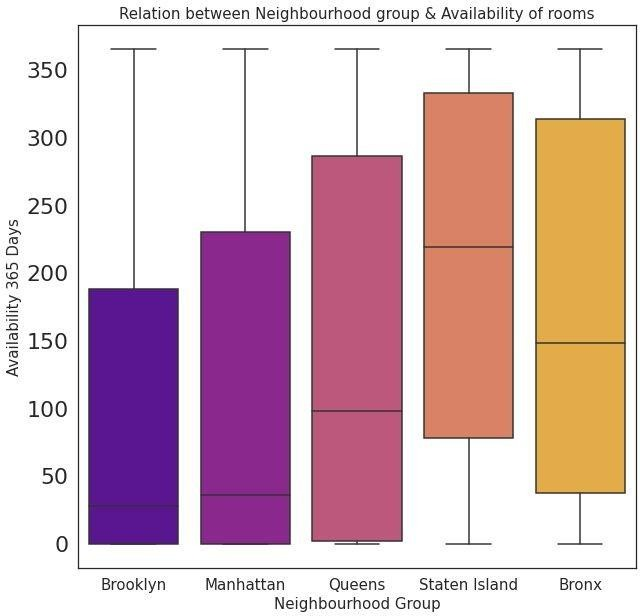 Relation between Neighbourhood group & Availability of rooms
Availability 365 Days
350
300
250
200
150
100
50
0
Brooklyn Manhattan Queens Staten Island Bronx
Neighbourhood Group